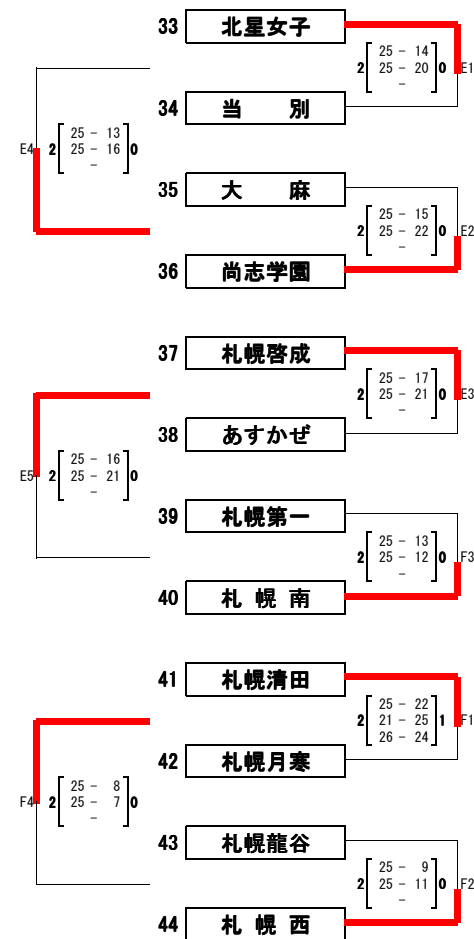 33 北星女子
25 - 14
2 25 - 20 0 E1
-
34 当 別
25 - 13
E4 2 25 - 16 0
-
35 大 麻
25 - 15
2 25 - 22 0 E2
-
36 尚志学園
37 札幌啓成
25 - 17
2 25 - 21 0 E3
-
38 あすかぜ
25 - 16
E5 2 25 - 21 0
-
39 札幌第一
25 - 13
2 25 - 12 0 F3
-
40 札 幌 南
41 札幌清田
25 - 22
2 21 - 25 1 F1
26 - 24
42 札幌月寒
25 - 8
F4 2 25 - 7 0
-
43 札幌龍谷
25 - 9
2 25 - 11 0 F2
-
44 札 幌 西